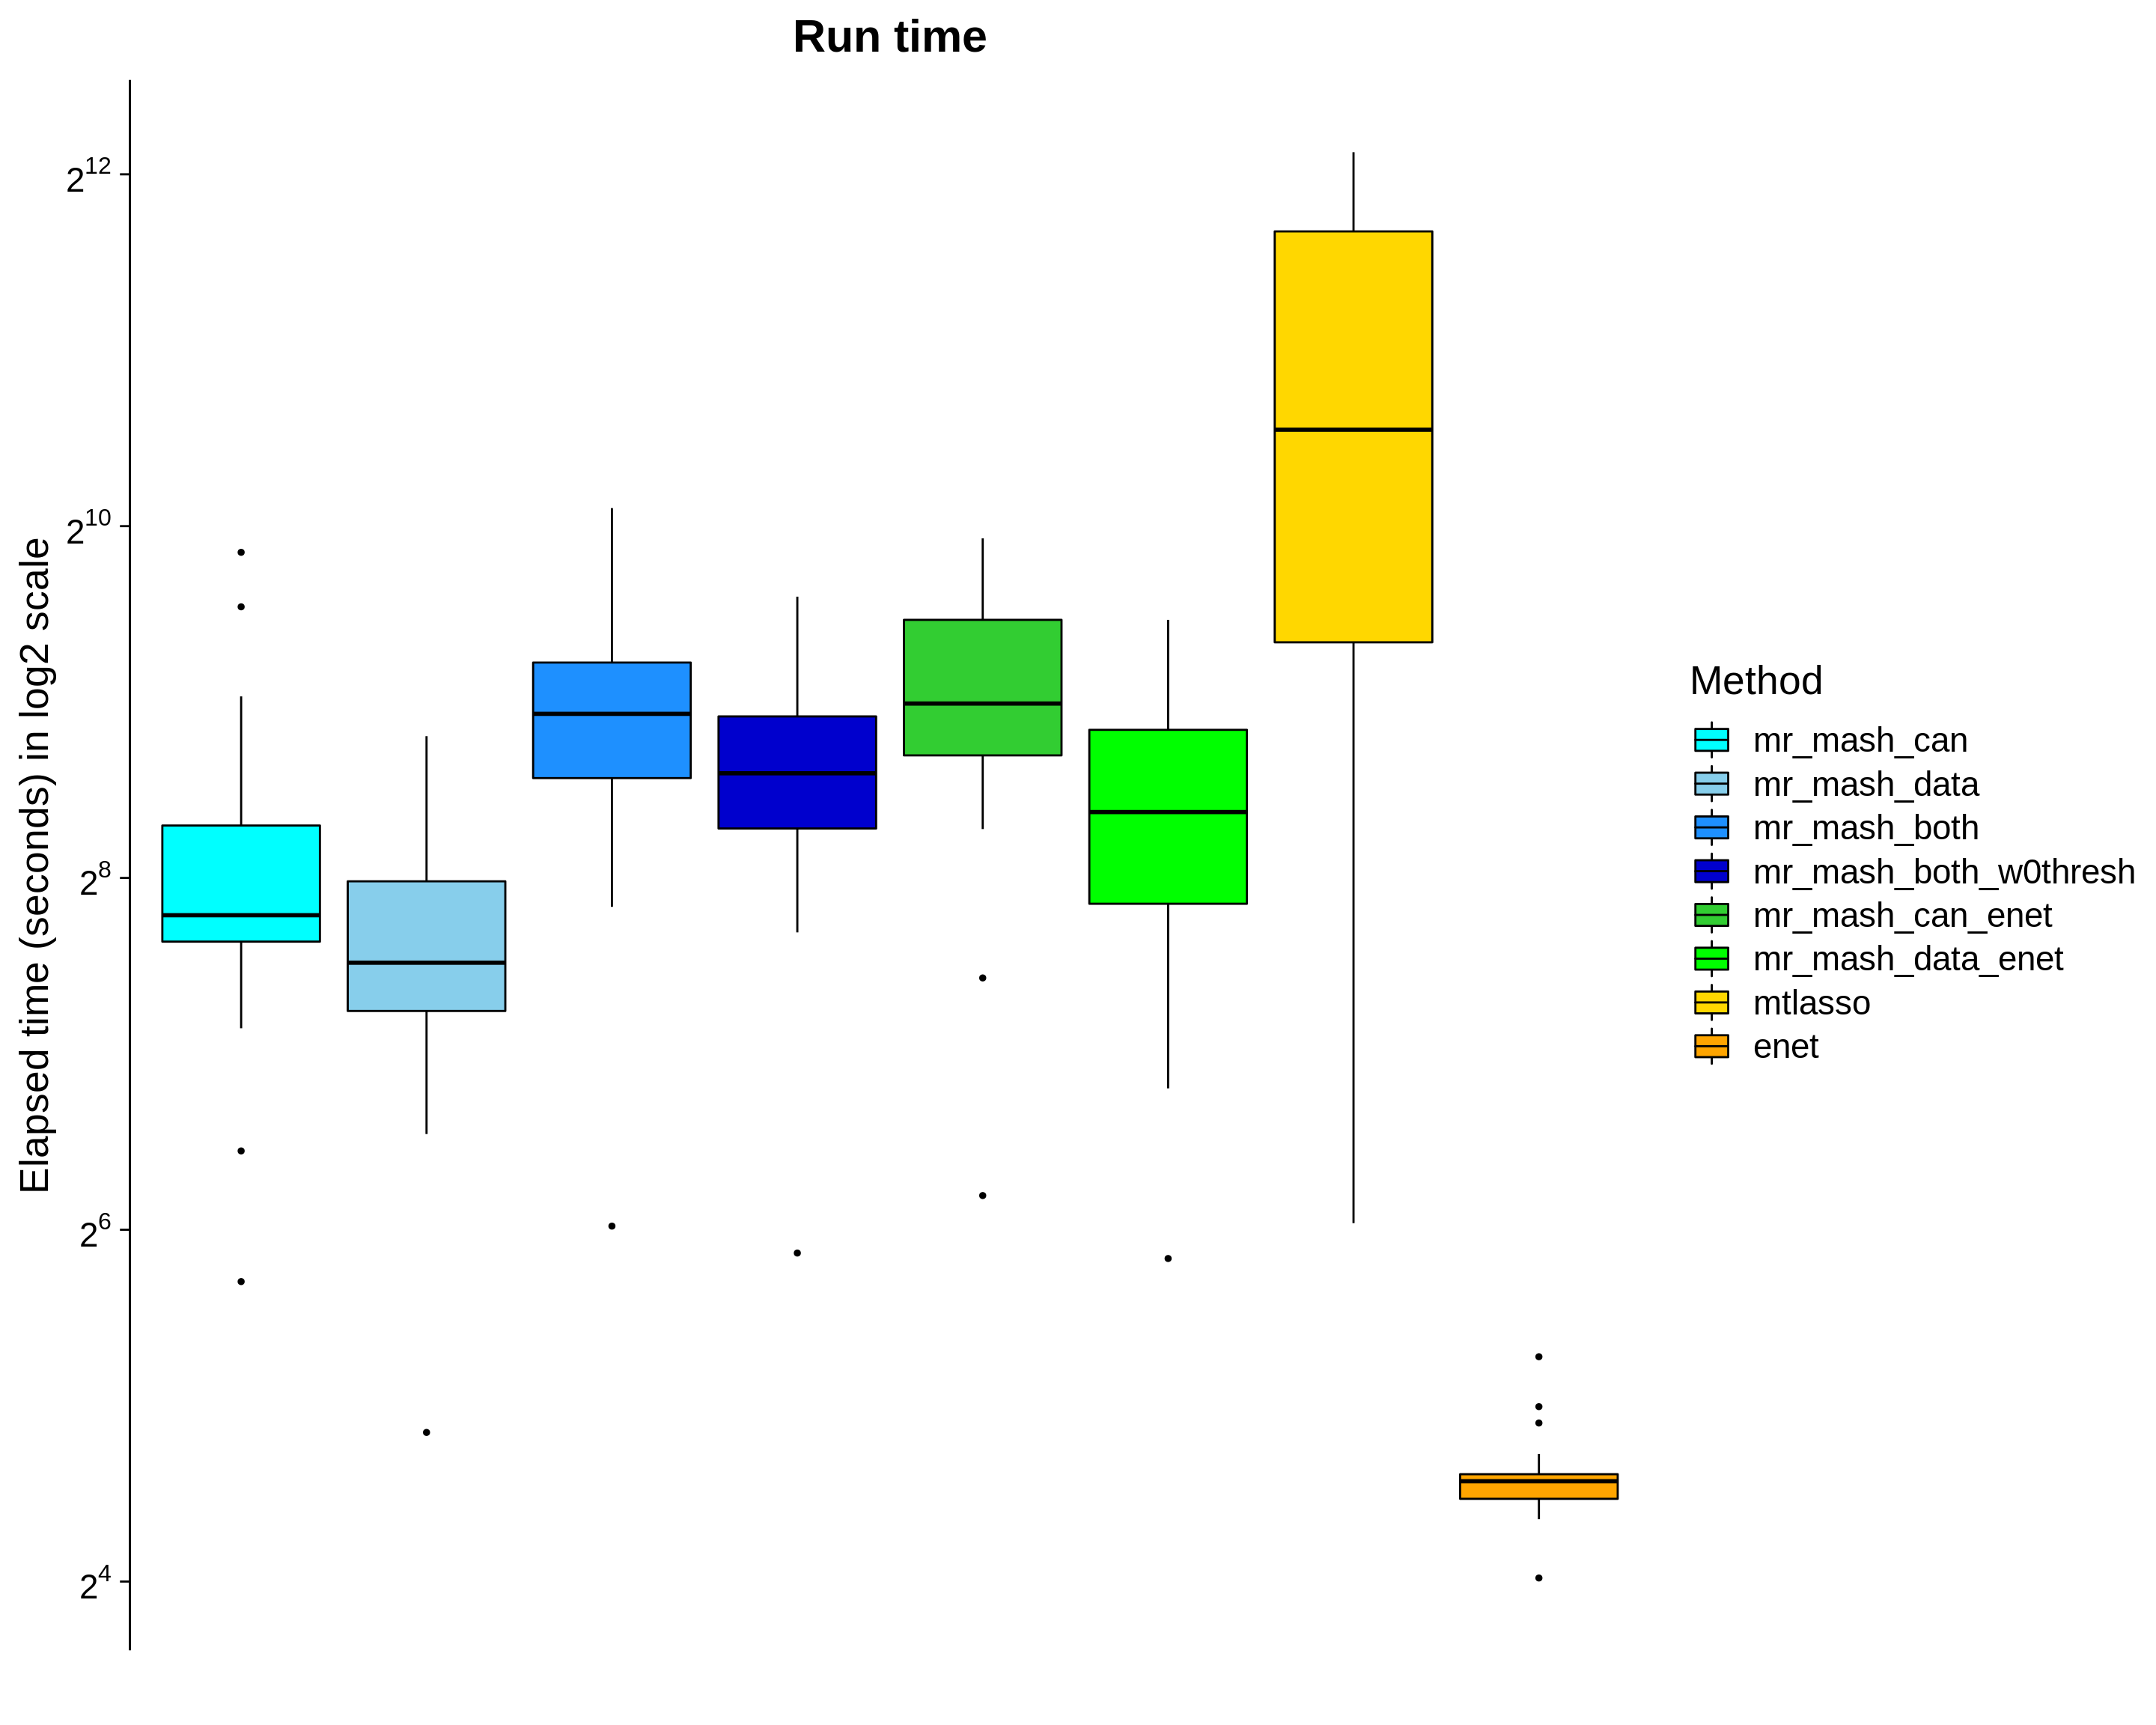 Run time
Elapsed time (seconds) in log2 scale
2^12
2^10
2^8
2^6
2^4
Method
mr_mash_can
mr_mash_data
mr_mash_both
mr_mash_both_w0thresh
mr_mash_can_enet
mr_mash_data_enet
mtlasso
enet